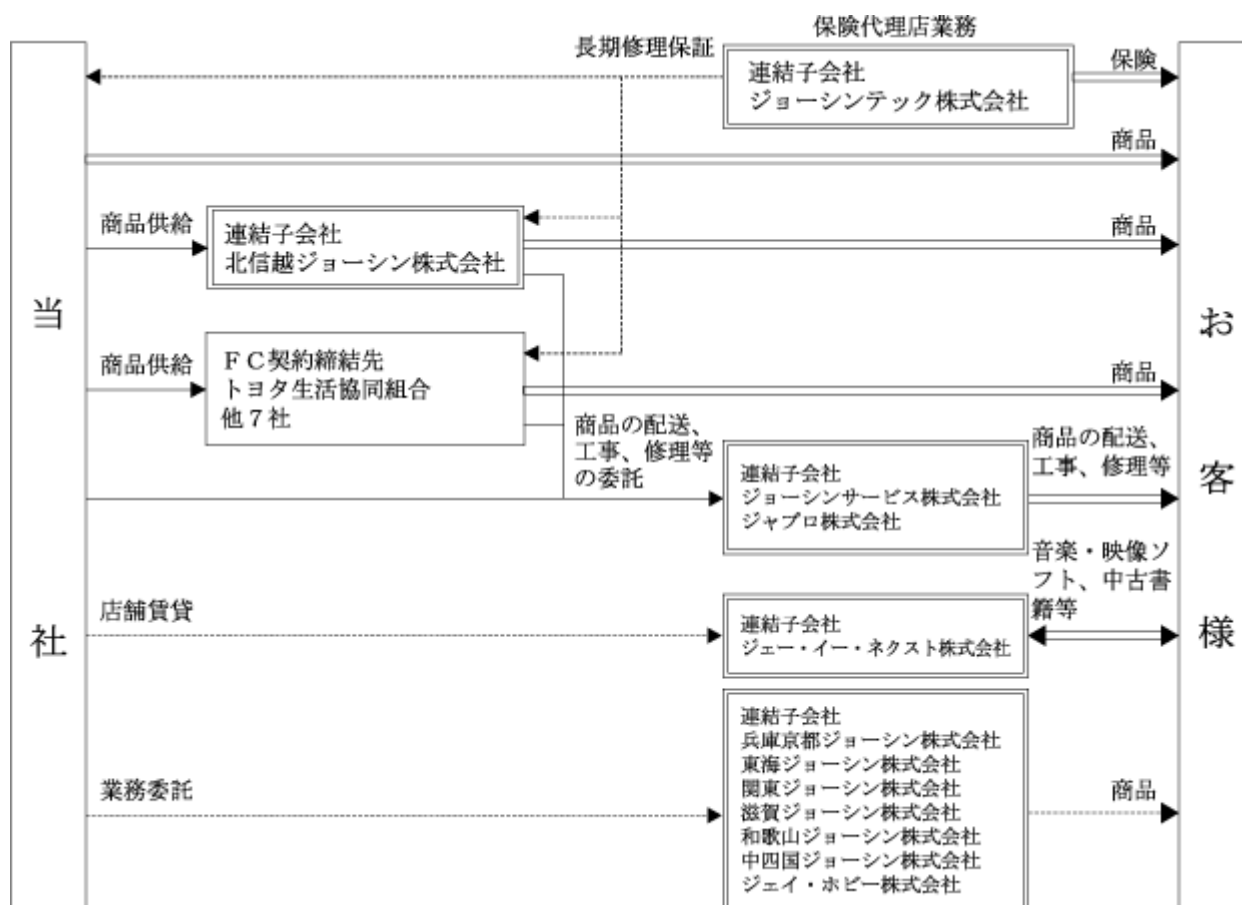 保険代理店業務
長期修理保証
連結子会社
ジョーシンテック株式会社
保険
商品
商品供給
連結子会社
北信越ジョーシン株式会社
商品
当
社
お
客
様
商品供給
ＦＣ契約締結先
トヨタ生活協同組合
他７社
商品
商品の配送、
工事、修理等
の委託
連結子会社
ジョーシンサービス株式会社
ジャプロ株式会社
商品の配送、
工事、修理等
店舗賃貸
連結子会社
ジェー・イー・ネクスト株式会社
音楽・映像ソ
フト、中古書
籍等
業務委託
連結子会社
兵庫京都ジョーシン株式会社
東海ジョーシン株式会社
関東ジョーシン株式会社
滋賀ジョーシン株式会社
和歌山ジョーシン株式会社
中四国ジョーシン株式会社
ジェイ・ホビー株式会社
商品